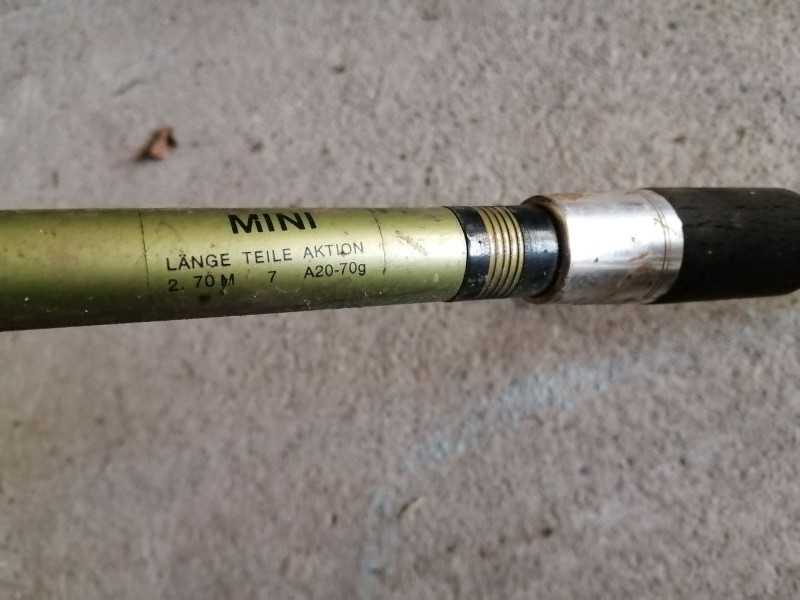 MINI
LÄNGE TEILE AKTION
2. 70 M 7 A20-70g